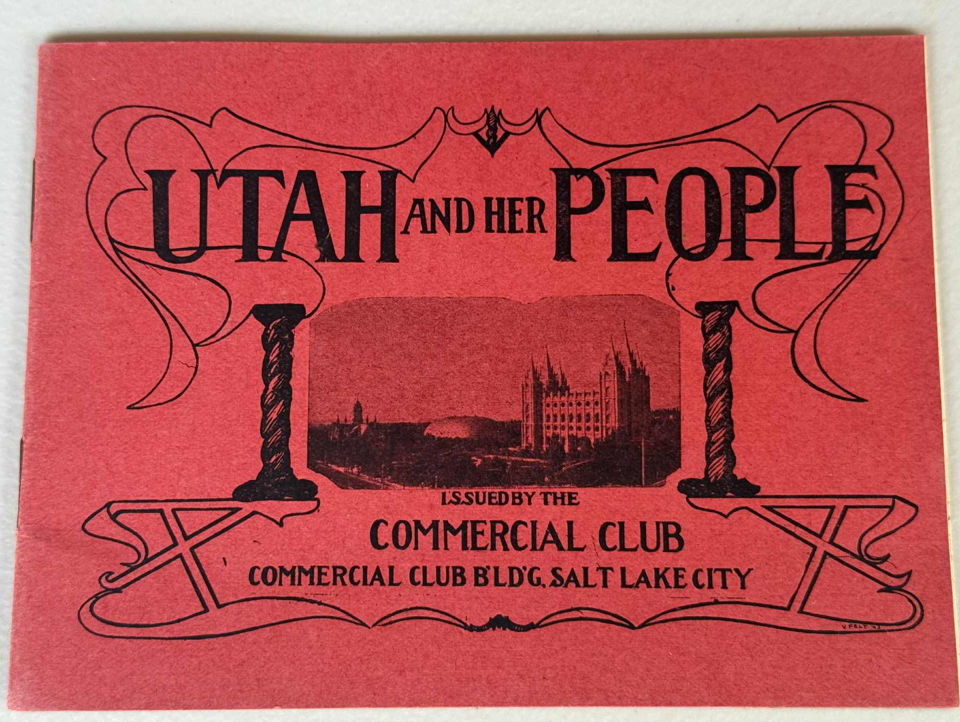 UTAH AND HER PEOPLE
ISSUED BY THE
COMMERCIAL CLUB
COMMERCIAL CLUB B'LD'G, SALT LAKE CITY